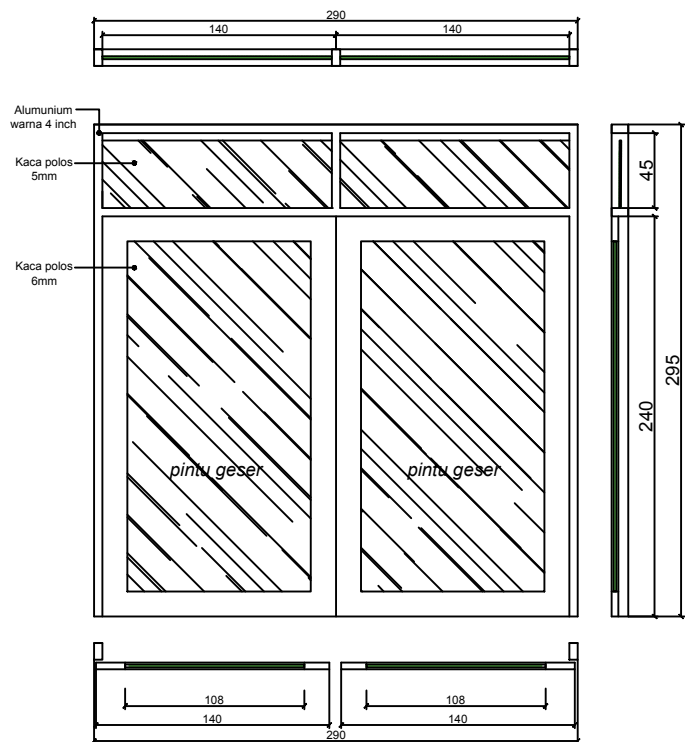 290
140
140
Alumunium
warna 4 inch
Kaca polos
5mm
45
Kaca polos
6mm
295
240
pintu geser
pintu geser
108
108
140
140
290